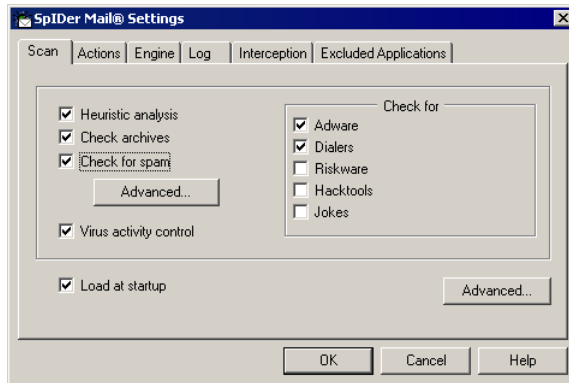 SpIDer Mail® Settings
Scan Actions Engine Log Interception Excluded Applications
Heuristic analysis
Check archives
Check for spam
Advanced...
Virus activity control
Check for
Adware
Dialers
Riskware
Hacktools
Jokes
Load at startup
Advanced...
OK Cancel Help